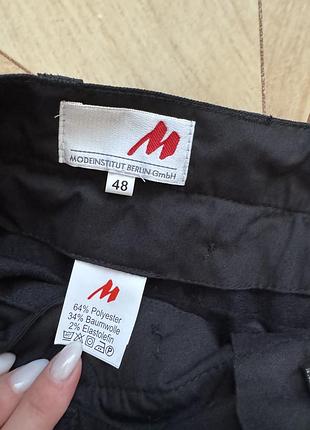 M
MODEINSTITUT BERLIN GmbH
48
M
64% Polyester
34% Baumwolle
2% Elastolefin